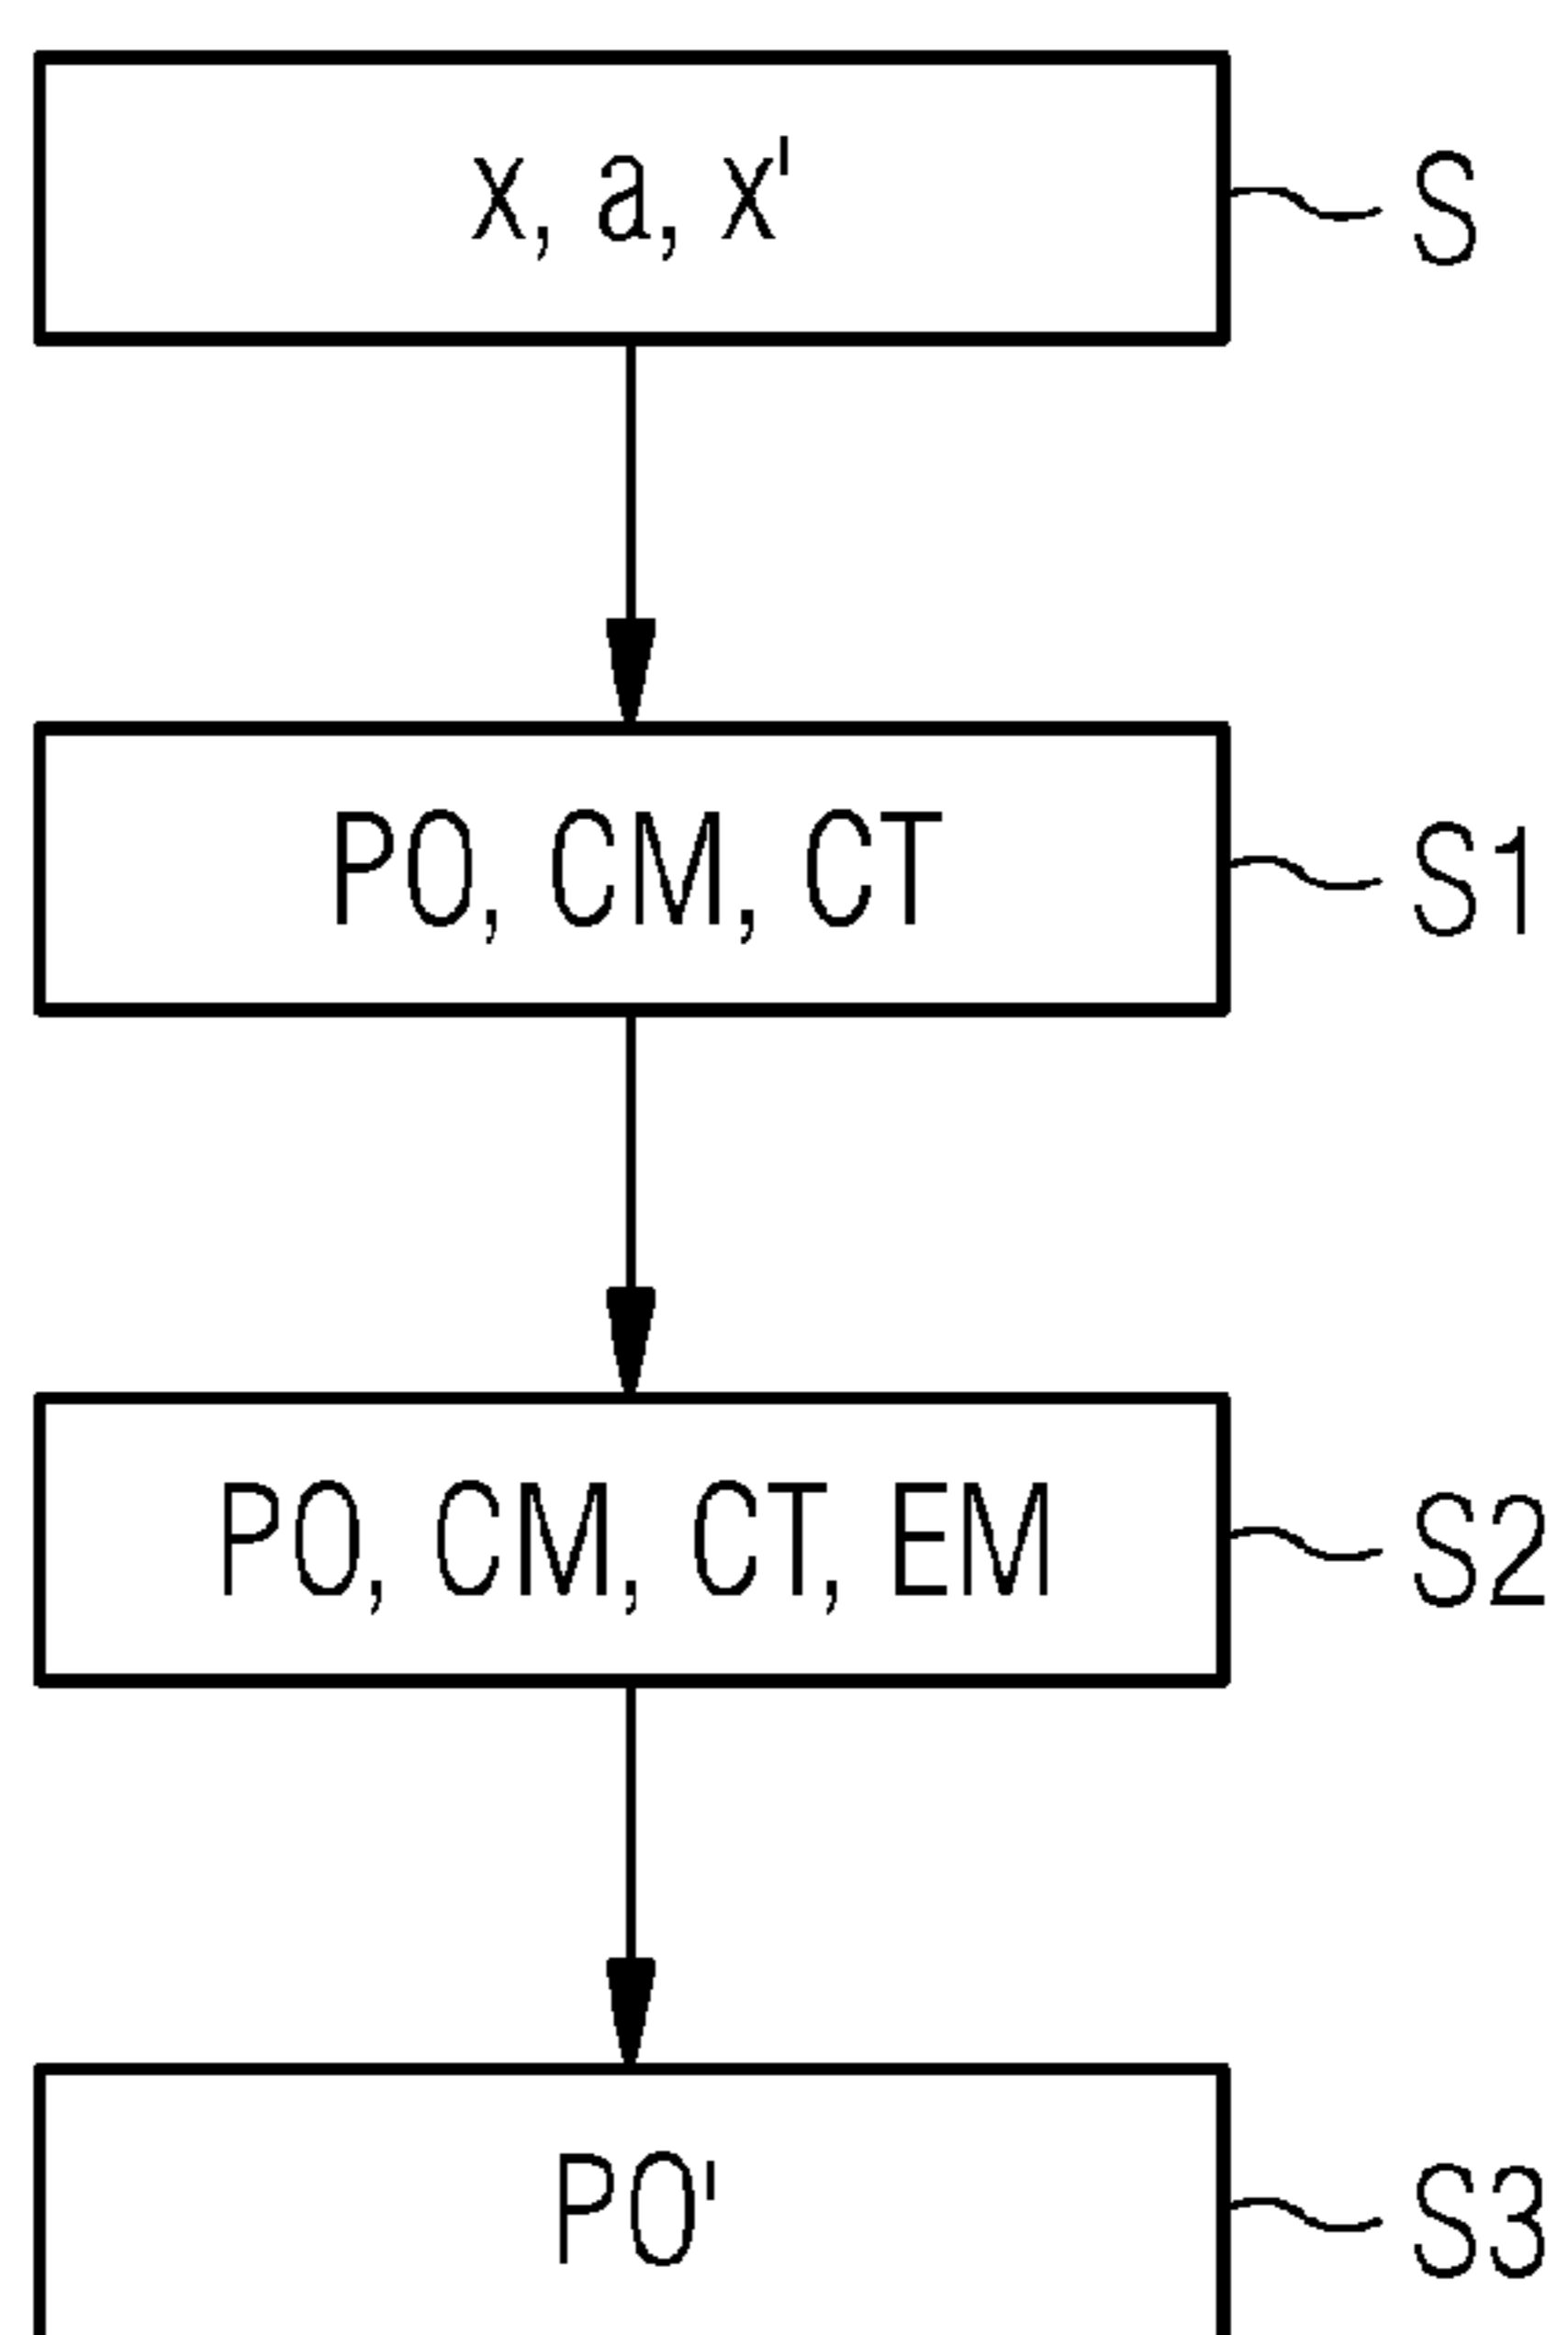 x, a, x' S
PO, CM, CT S1
PO, CM, CT, EM S2
PO' S3